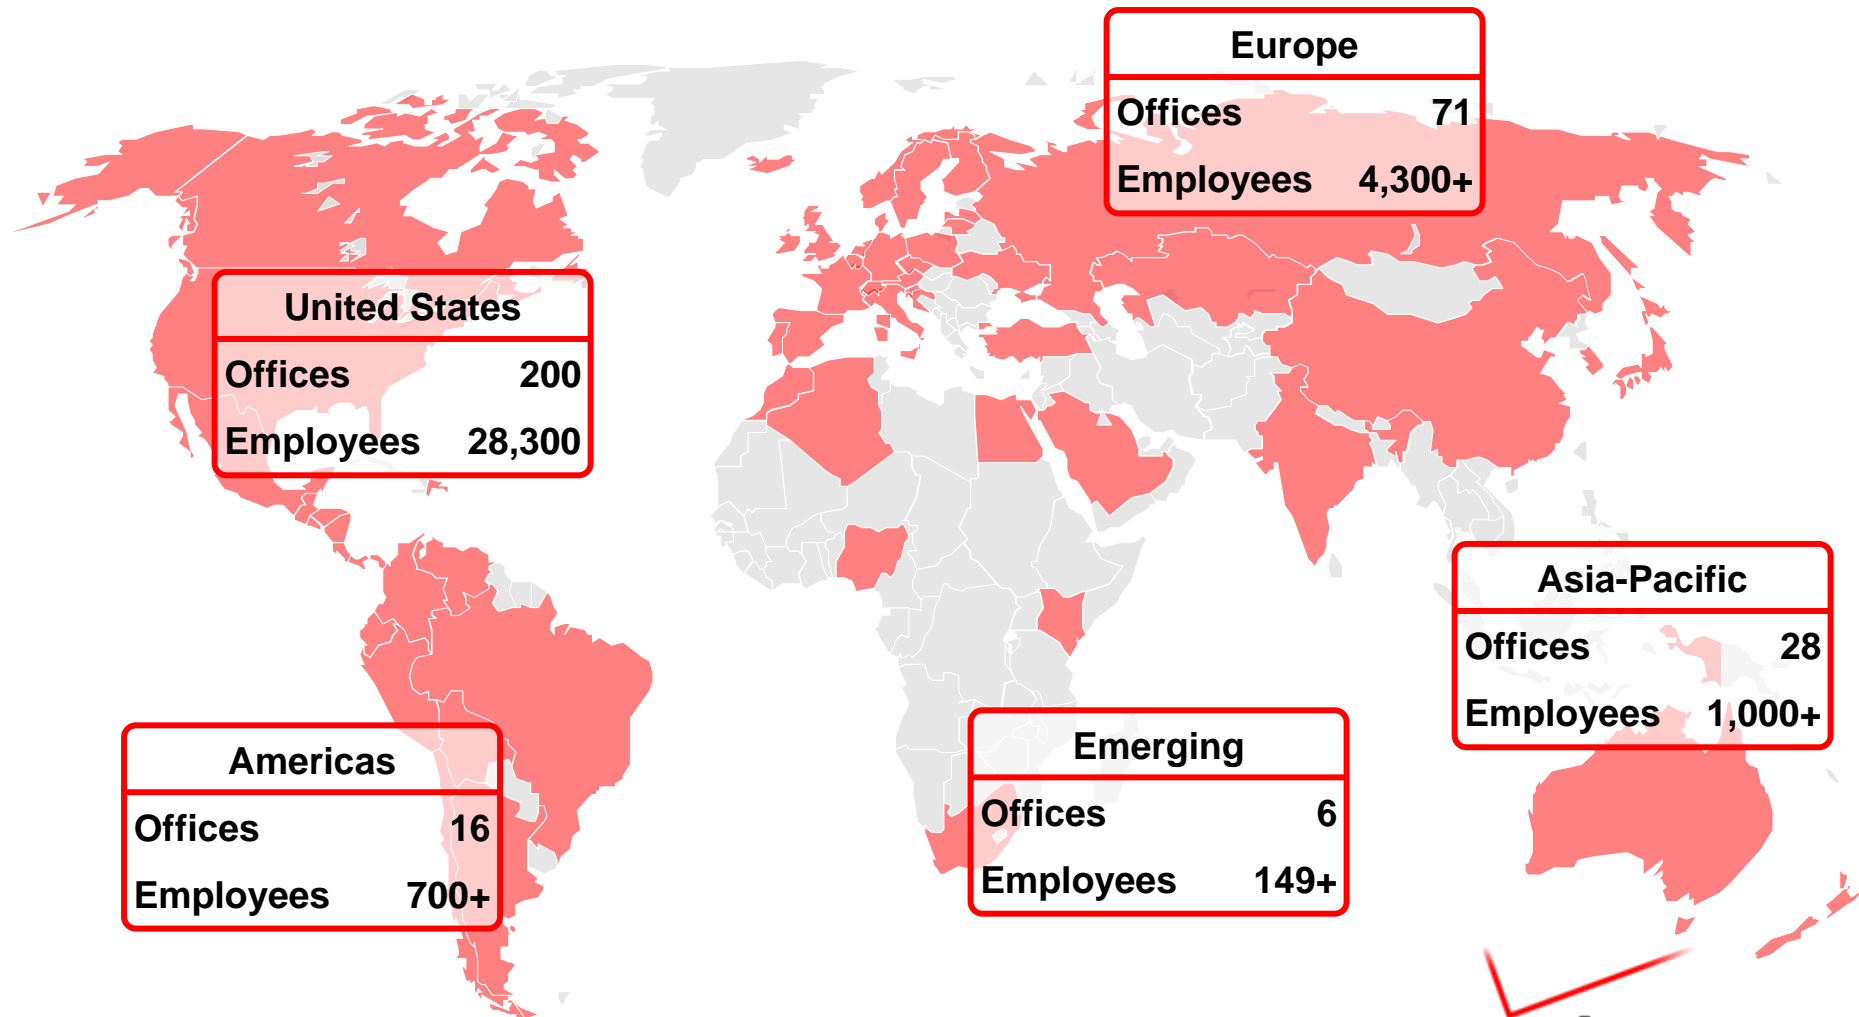 Europe
Offices 71
Employees 4,300+
United States
Offices 200
Employees 28,300
Asia-Pacific
Offices 28
Employees 1,000+
Americas
Offices 16
Employees 700+
Emerging
Offices 6
Employees 149+